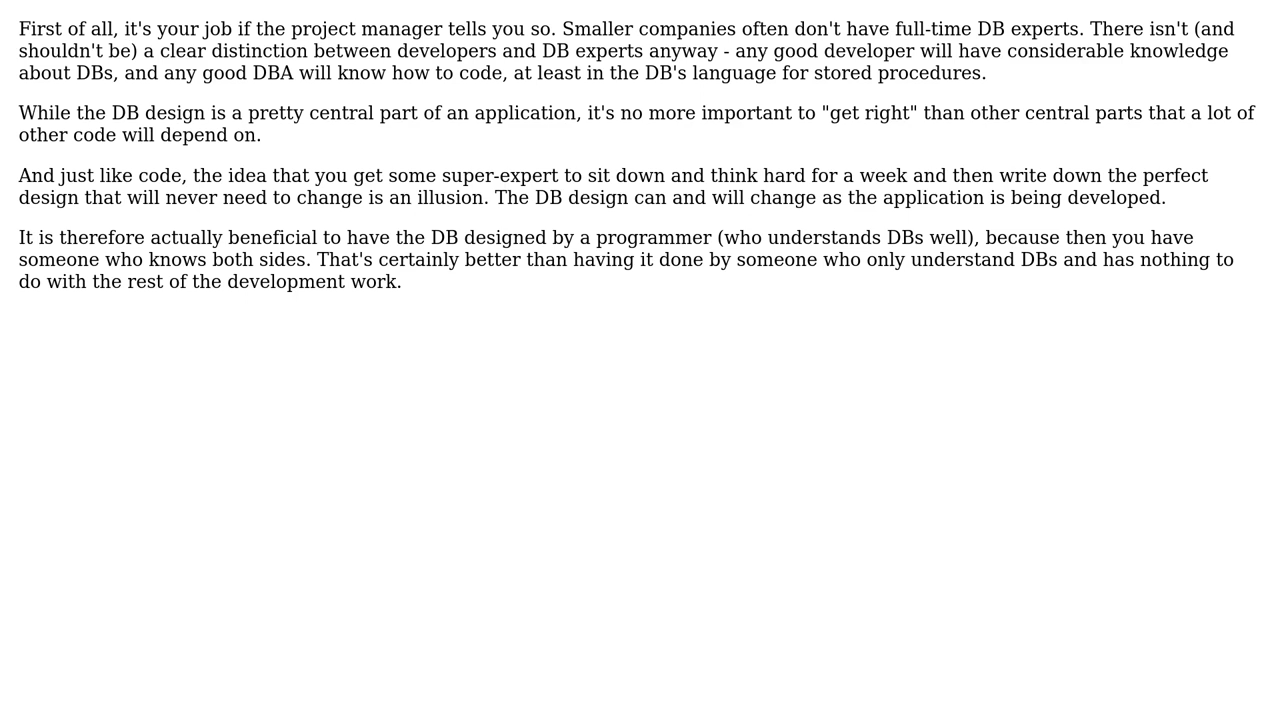 First of all, it's your job if the project manager tells you so. Smaller companies often don't have full-time DB experts. There isn't (and
shouldn't be) a clear distinction between developers and DB experts anyway - any good developer will have considerable knowledge
about DBs, and any good DBA will know how to code, at least in the DB's language for stored procedures.
While the DB design is a pretty central part of an application, it's no more important to "get right" than other central parts that a lot of
other code will depend on.
And just like code, the idea that you get some super-expert to sit down and think hard for a week and then write down the perfect
design that will never need to change is an illusion. The DB design can and will change as the application is being developed.
It is therefore actually beneficial to have the DB designed by a programmer (who understands DBs well), because then you have
someone who knows both sides. That's certainly better than having it done by someone who only understand DBs and has nothing to
do with the rest of the development work.